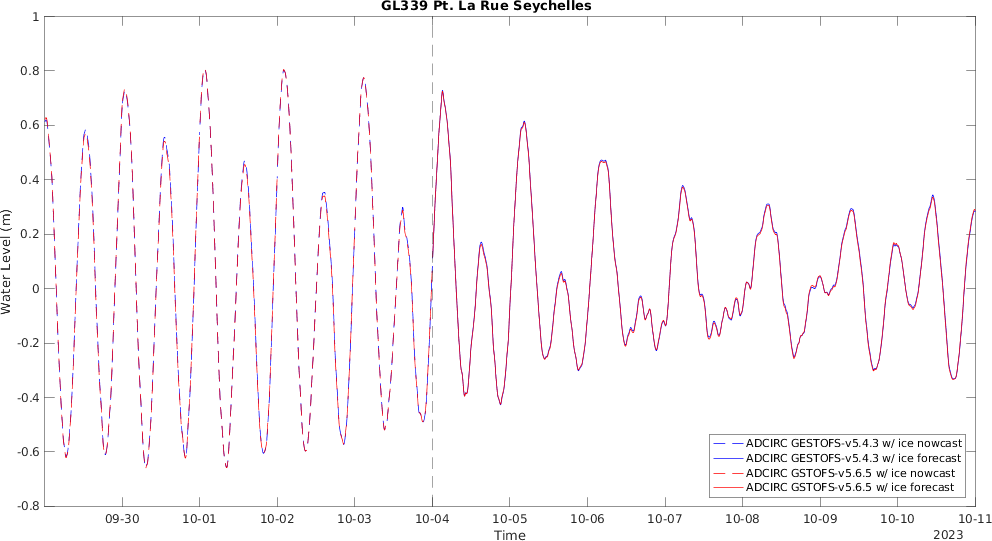 GL339 Pt. La Rue Seychelles
Water Level (m)
1
0.8
0.6
0.4
0.2
0
-0.2
-0.4
-0.6
-0.8
ADCIRC GESTOFS-v5.4.3 w/ ice nowcast
ADCIRC GESTOFS-v5.4.3 w/ ice forecast
ADCIRC GSTOFS-v5.6.5 w/ ice nowcast
ADCIRC GSTOFS-v5.6.5 w/ ice forecast
09-30 10-01 10-02 10-03 10-04 10-05 10-06 10-07 10-08 10-09 10-10 10-11
Time
2023